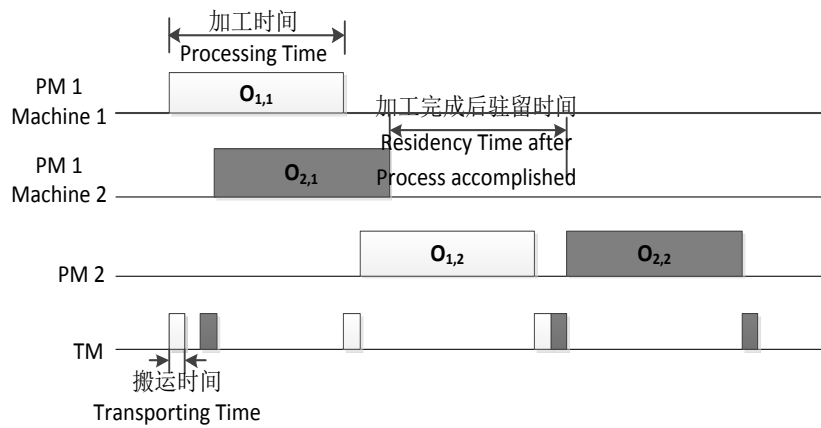 加工时间
Processing Time
PM 1
Machine 1
O1,1
加工完成后驻留时间
Residency Time after
Process accomplished
PM 1
Machine 2
O2,1
PM 2
O1,2
O2,2
TM
搬运时间
Transporting Time